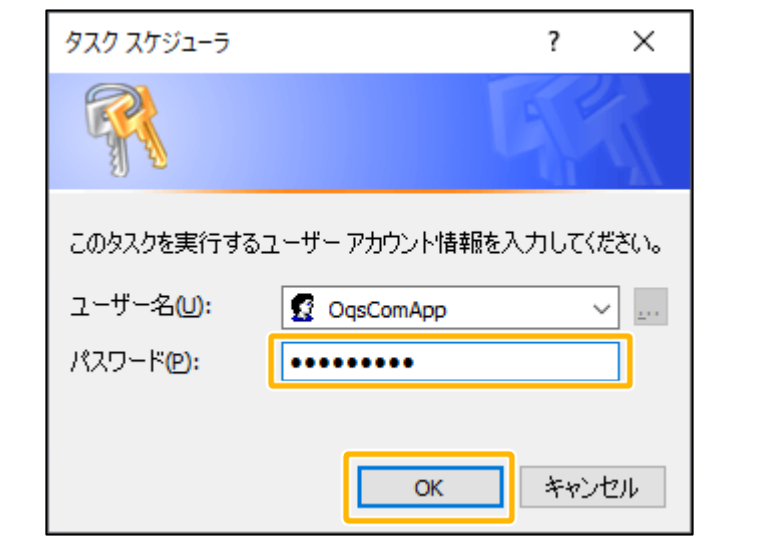 タスク スケジューラ ?
このタスクを実行するユーザー アカウント情報を入力してください。
ユーザー名(U): OqsComApp ...
パスワード(P): ●●●●●●●●●
OK キャンセル